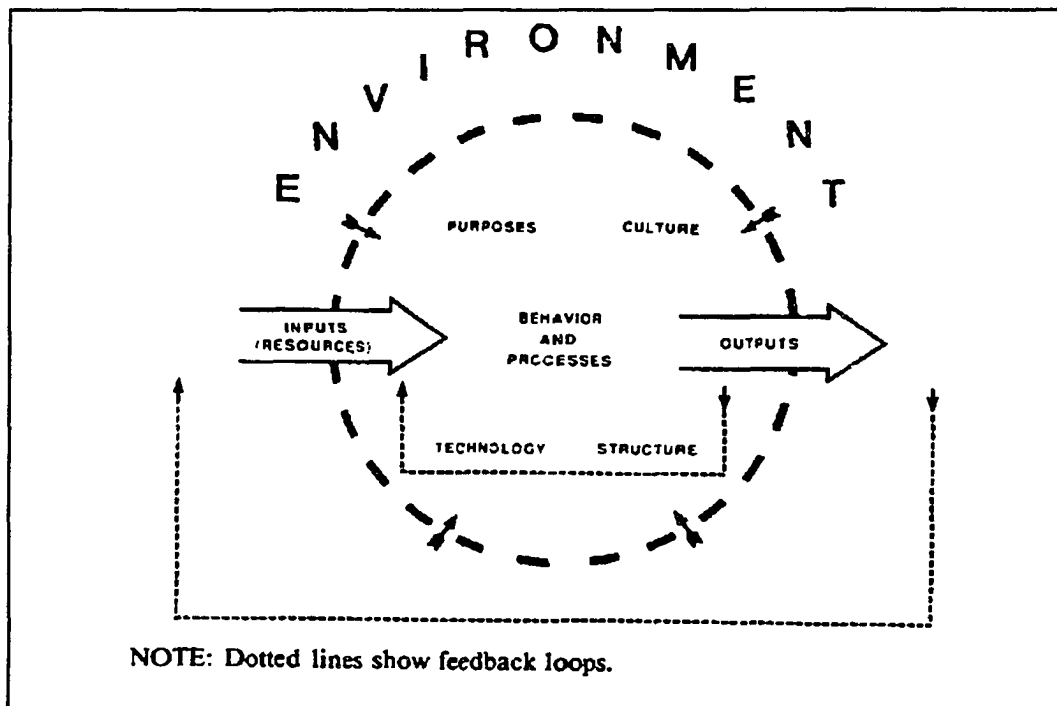 ENVIRONMENT
PURPOSES CULTURE
INPUTS
(RESOURCES)
BEHAVIOR
AND
PROCESSES
OUTPUTS
TECHNOLOGY STRUCTURE
NOTE: Dotted lines show feedback loops.